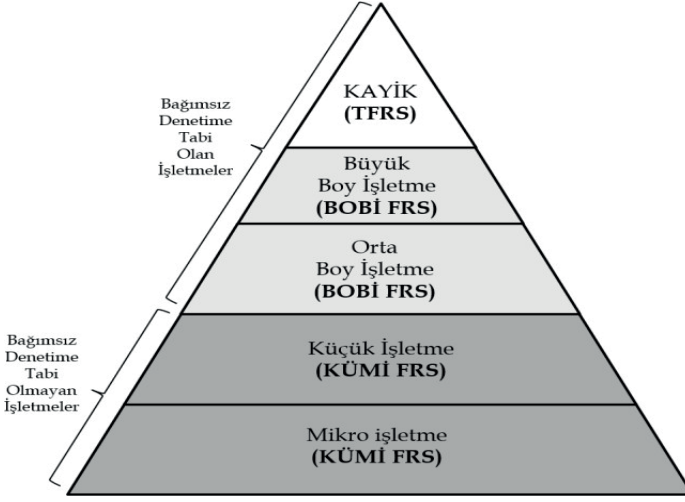 KAYİK
(TFRS)
Bağımsız
Denetime
Tabi
Olan
İşletmeler
Büyük
Boy İşletme
(BOBİ FRS)
Orta
Boy İşletme
(BOBİ FRS)
Bağımsız
Denetime
Tabi
Olmayan
İşletmeler
Küçük İşletme
(KÜMİ FRS)
Mikro işletme
(KÜMİ FRS)